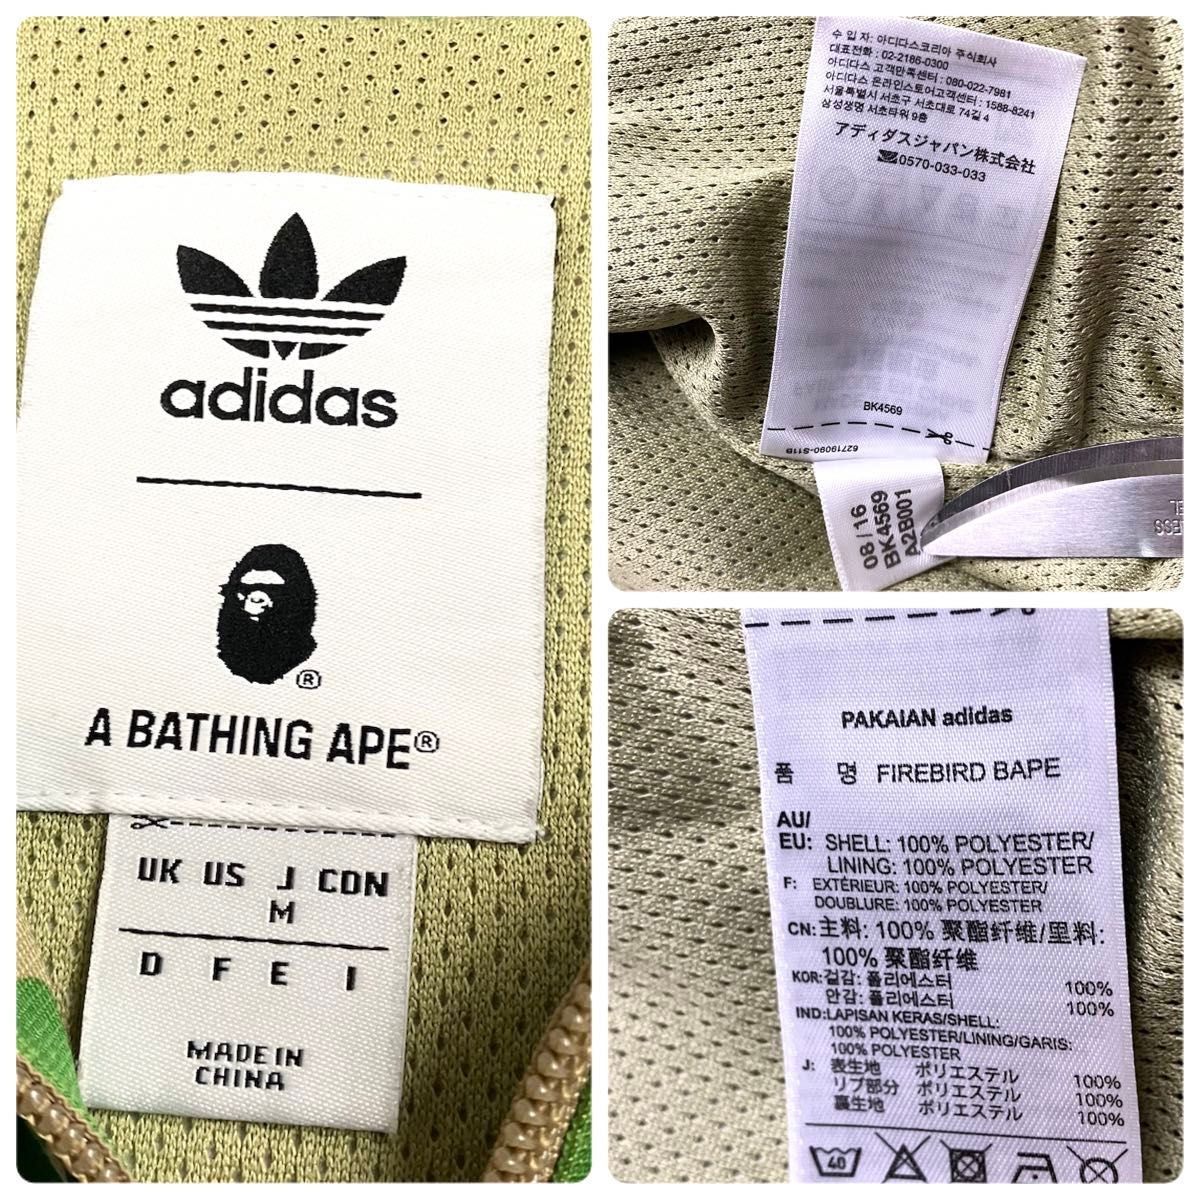 adidas
®
A BATHING APE®
UK US J CDN
M
D F E I
MADE IN
CHINA
수 입 자: 아디다스코리아 주식회사
대표전화 : 02-2186-0300
아디다스 고객만족센터 : 080-022-7981
아디다스 온라인스토어고객센터 : 1588-8241
서울특별시 서초구 서초대로 74길 4
삼성생명 서초타워 9층
アディダスジャパン株式会社
0570-033-033
BK4569
62719090-S11B
08/16
BK4569
A2B001
PAKAIAN adidas
품 명 FIREBIRD BAPE
AU/
EU: SHELL: 100% POLYESTER/
LINING: 100% POLYESTER
F: EXTÉRIEUR: 100% POLYESTER/
DOUBLURE: 100% POLYESTER
CN: 主料: 100% 聚酯纤维/里料:
100% 聚酯纤维
KOR: 겉감: 폴리에스터 100%
안감: 폴리에스터 100%
IND: LAPISAN KERAS/SHELL:
100% POLYESTER/LINING/GARIS:
100% POLYESTER
J: 表生地 ポリエステル 100%
リブ部分 ポリエステル 100%
裏生地 ポリエステル 100%
40